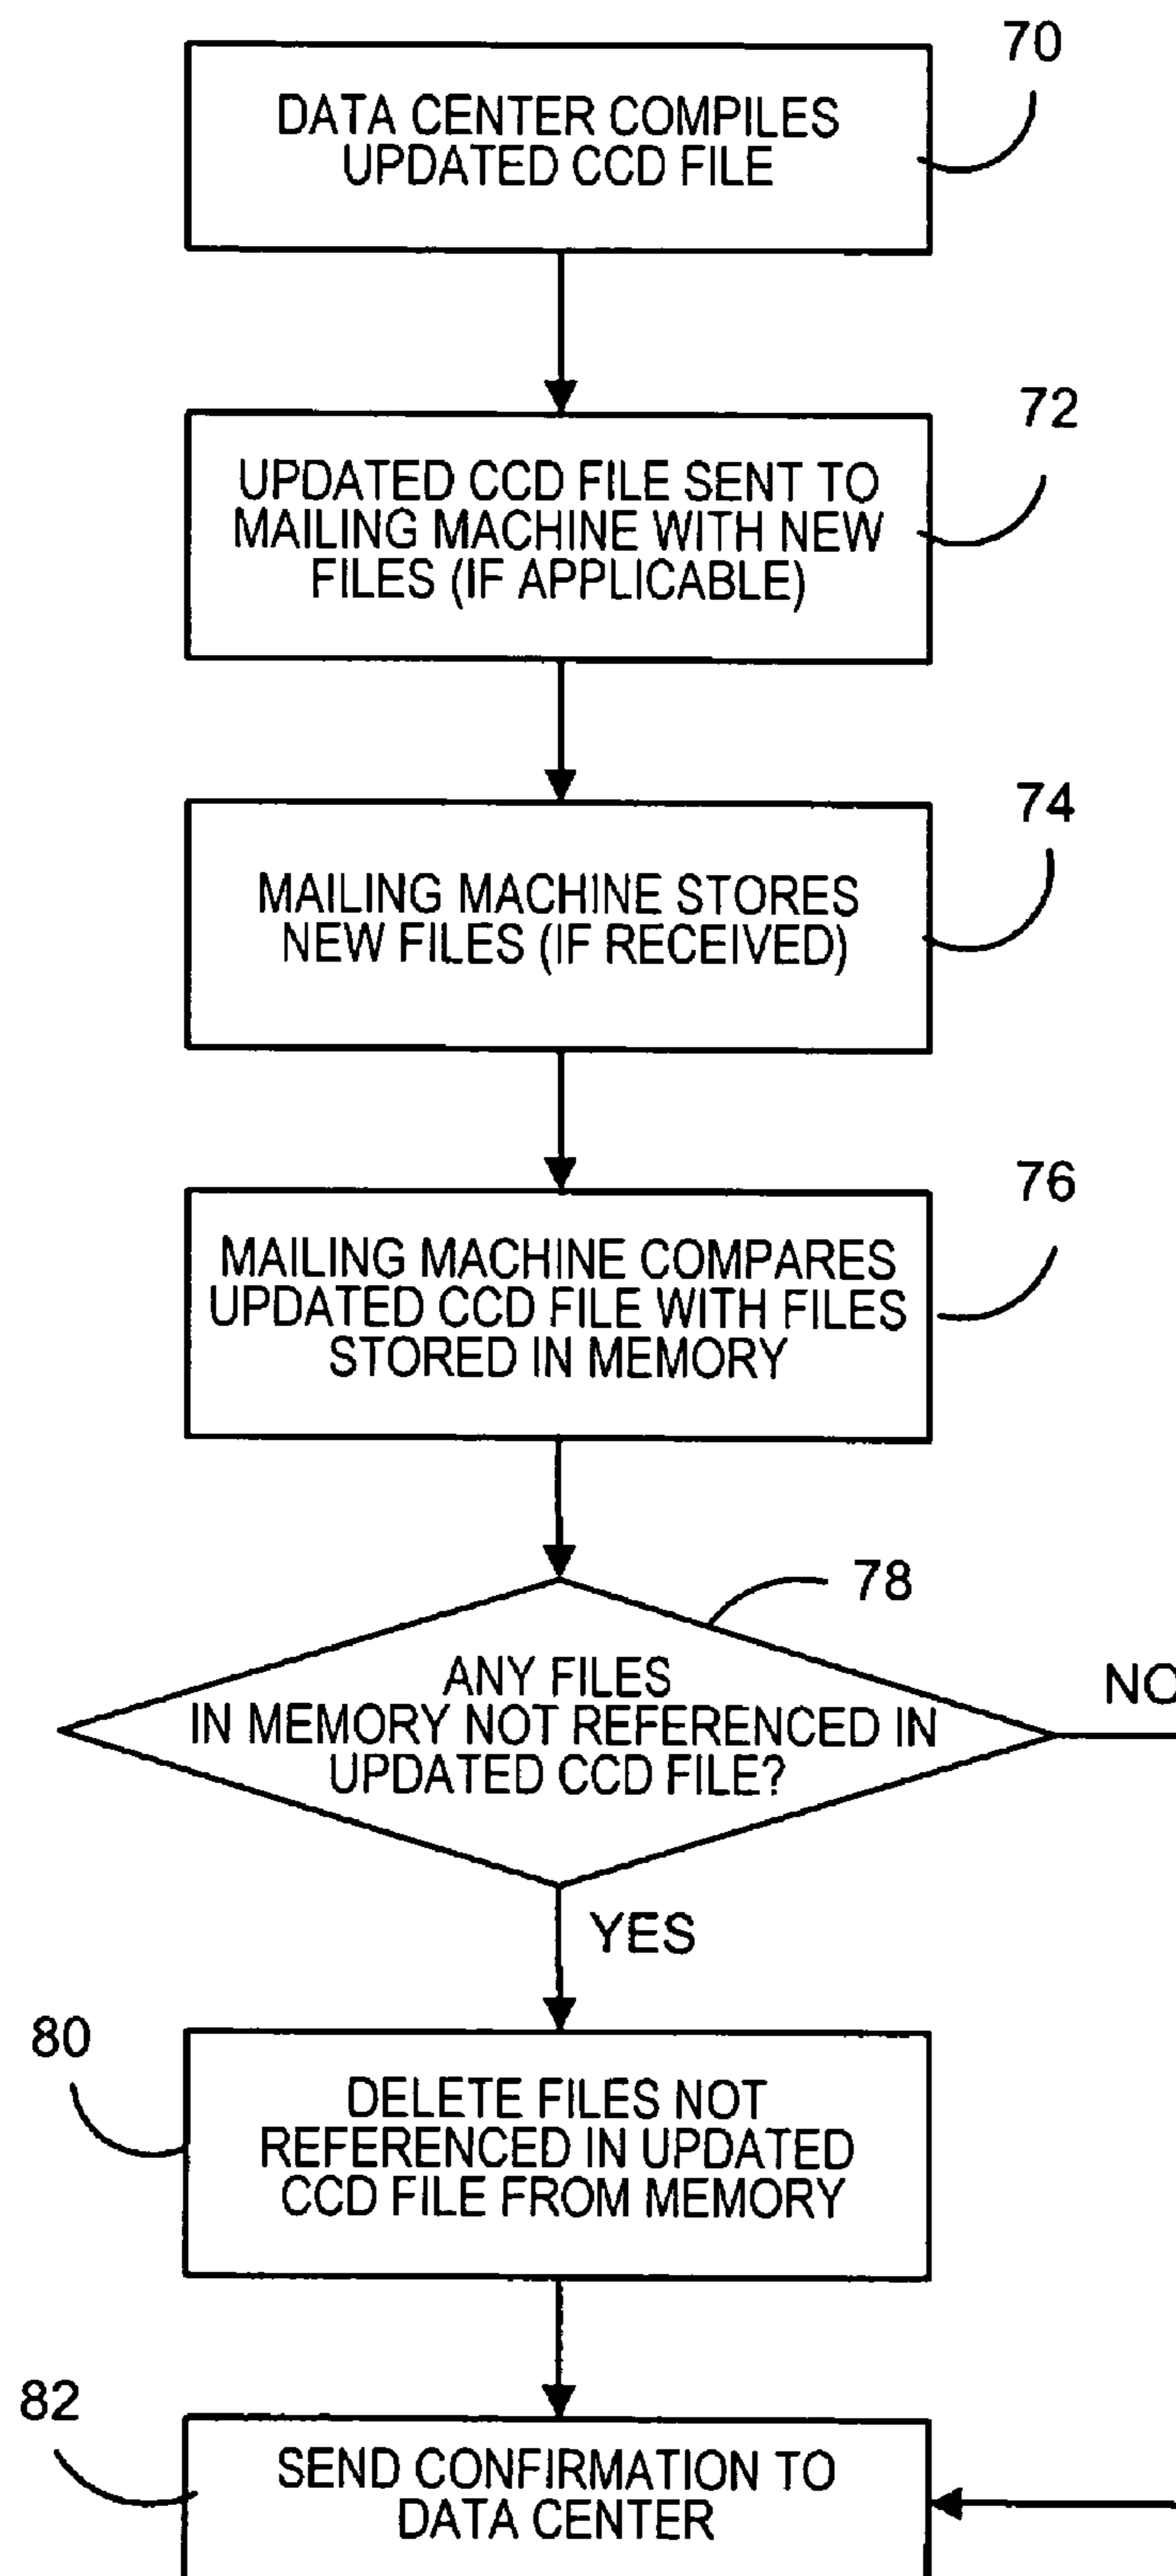 70
DATA CENTER COMPILES
UPDATED CCD FILE
72
UPDATED CCD FILE SENT TO
MAILING MACHINE WITH NEW
FILES (IF APPLICABLE)
74
MAILING MACHINE STORES
NEW FILES (IF RECEIVED)
76
MAILING MACHINE COMPARES
UPDATED CCD FILE WITH FILES
STORED IN MEMORY
78
ANY FILES
IN MEMORY NOT REFERENCED IN
UPDATED CCD FILE?
NO
YES
80
DELETE FILES NOT
REFERENCED IN UPDATED
CCD FILE FROM MEMORY
82
SEND CONFIRMATION TO
DATA CENTER